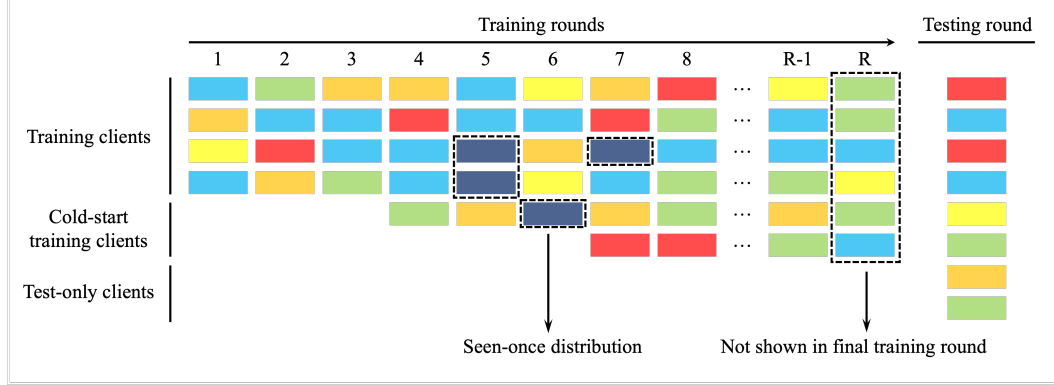 Training rounds
Testing round
1 2 3 4 5 6 7 8 R-1 R
... 
Training clients
...
...
...
Cold-start
training clients
...
...
Test-only clients
Seen-once distribution
Not shown in final training round